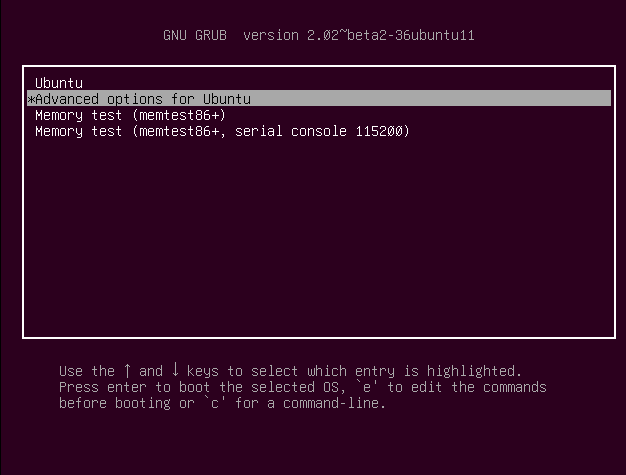 GNU GRUB  version 2.02~beta2-36ubuntu11
Ubuntu
*Advanced options for Ubuntu
Memory test (memtest86+)
Memory test (memtest86+, serial console 115200)
Use the ↑ and ↓ keys to select which entry is highlighted.
Press enter to boot the selected OS, `e' to edit the commands
before booting or `c' for a command-line.